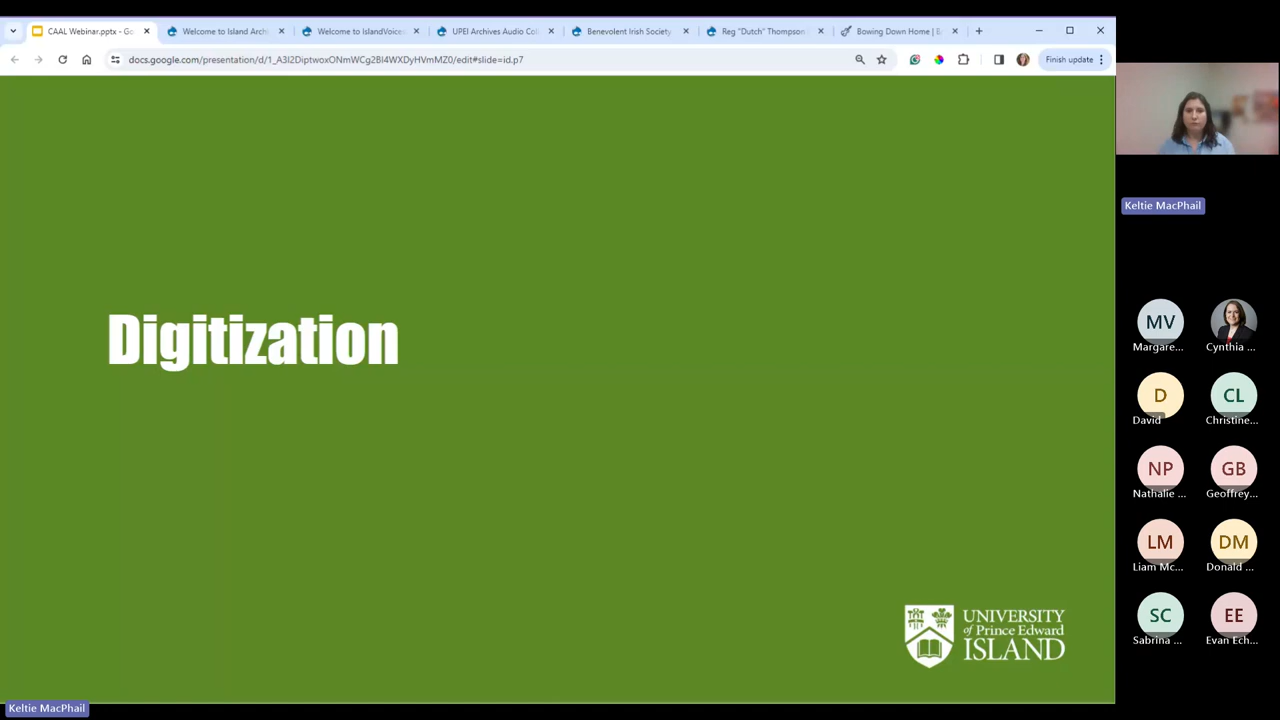 CAAL Webinar.pptx - Go
Welcome to Island Arch
Welcome to IslandVoices
UPEI Archives Audio Col
Benevolent Irish Society
Reg "Dutch" Thompson
Bowing Down Home | B
docs.google.com/presentation/d/1_A3I2DiptwoxONmWCg2BI4WXDyHVmMZ0/edit#slide=id.p7
Finish update
Digitization
UNIVERSITY
of Prince Edward
ISLAND
Keltie MacPhail
Keltie MacPhail
MV
Margare...
Cynthia ...
D
David
CL
Christine...
NP
Nathalie ...
GB
Geoffrey...
LM
Liam Mc...
DM
Donald ...
SC
Sabrina ...
EE
Evan Ech...